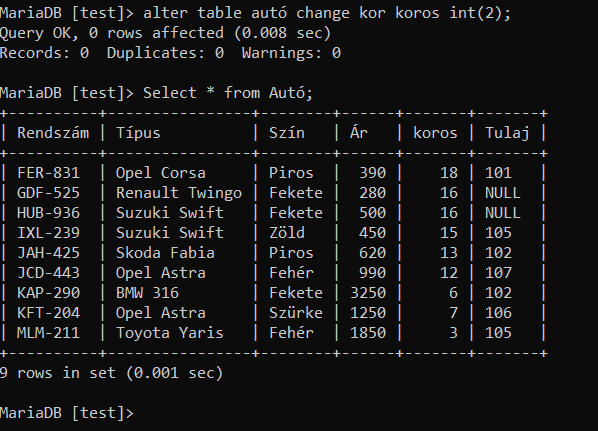 MariaDB [test]> alter table autó change kor koros int(2);
Query OK, 0 rows affected (0.008 sec)
Records: 0  Duplicates: 0  Warnings: 0

MariaDB [test]> Select * from Autó;
+----------+----------------+--------+------+-------+-------+
| Rendszám | Típus          | Szín   | Ár   | koros | Tulaj |
+----------+----------------+--------+------+-------+-------+
| FER-831  | Opel Corsa     | Piros  |  390 |    18 | 101   |
| GDF-525  | Renault Twingo | Fekete |  280 |    16 | NULL  |
| HUB-936  | Suzuki Swift   | Fekete |  500 |    16 | NULL  |
| IXL-239  | Suzuki Swift   | Zöld   |  450 |    15 | 105   |
| JAH-425  | Skoda Fabia    | Piros  |  620 |    13 | 102   |
| JCD-443  | Opel Astra     | Fehér  |  990 |    12 | 107   |
| KAP-290  | BMW 316        | Fekete | 3250 |     6 | 102   |
| KFT-204  | Opel Astra     | Szürke | 1250 |     7 | 106   |
| MLM-211  | Toyota Yaris   | Fehér  | 1850 |     3 | 105   |
+----------+----------------+--------+------+-------+-------+
9 rows in set (0.001 sec)

MariaDB [test]>